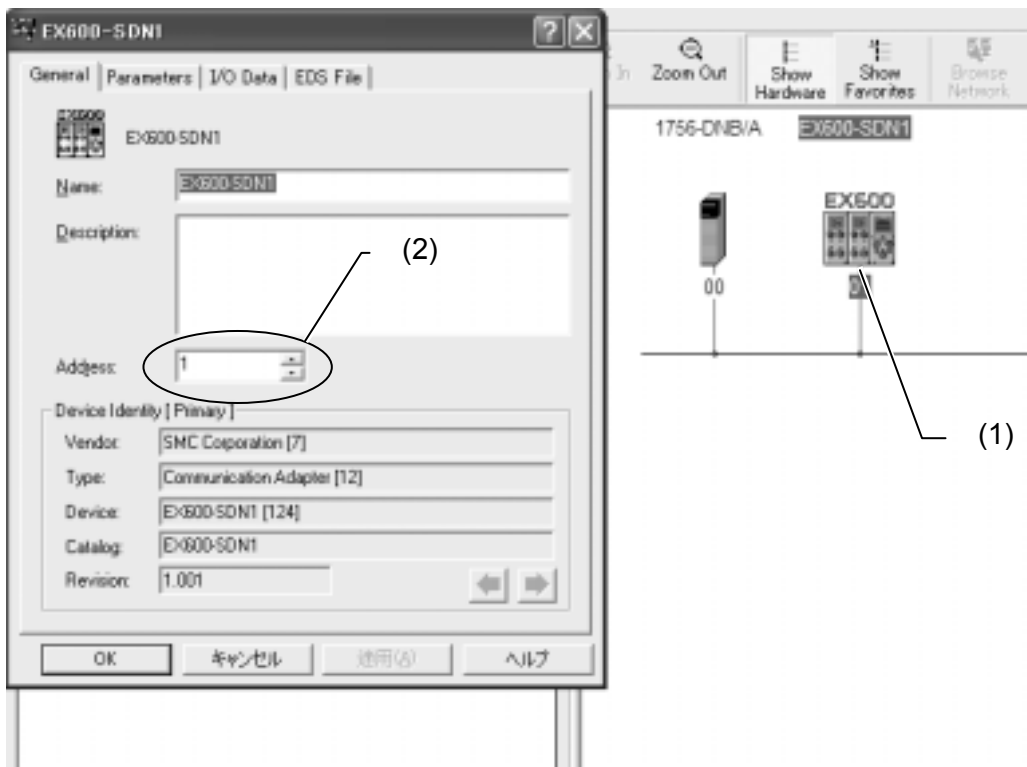 EX600-SDN1
General Parameters I/O Data EDS File
EX600
EX600-SDN1
Name: EX600-SDN1
Description:
(2)
Address: 1
Device Identity [ Primary ]
Vendor: SMC Corporation [7]
Type: Communication Adapter [12]
Device: EX600-SDN1 [124]
Catalog: EX600-SDN1
Revision: 1.001
OK キャンセル 適用(A) ヘルプ
In Zoom Out Show Hardware Show Favorites Browse Network
1756-DNB/A EX600-SDN1
EX600
00
(1)